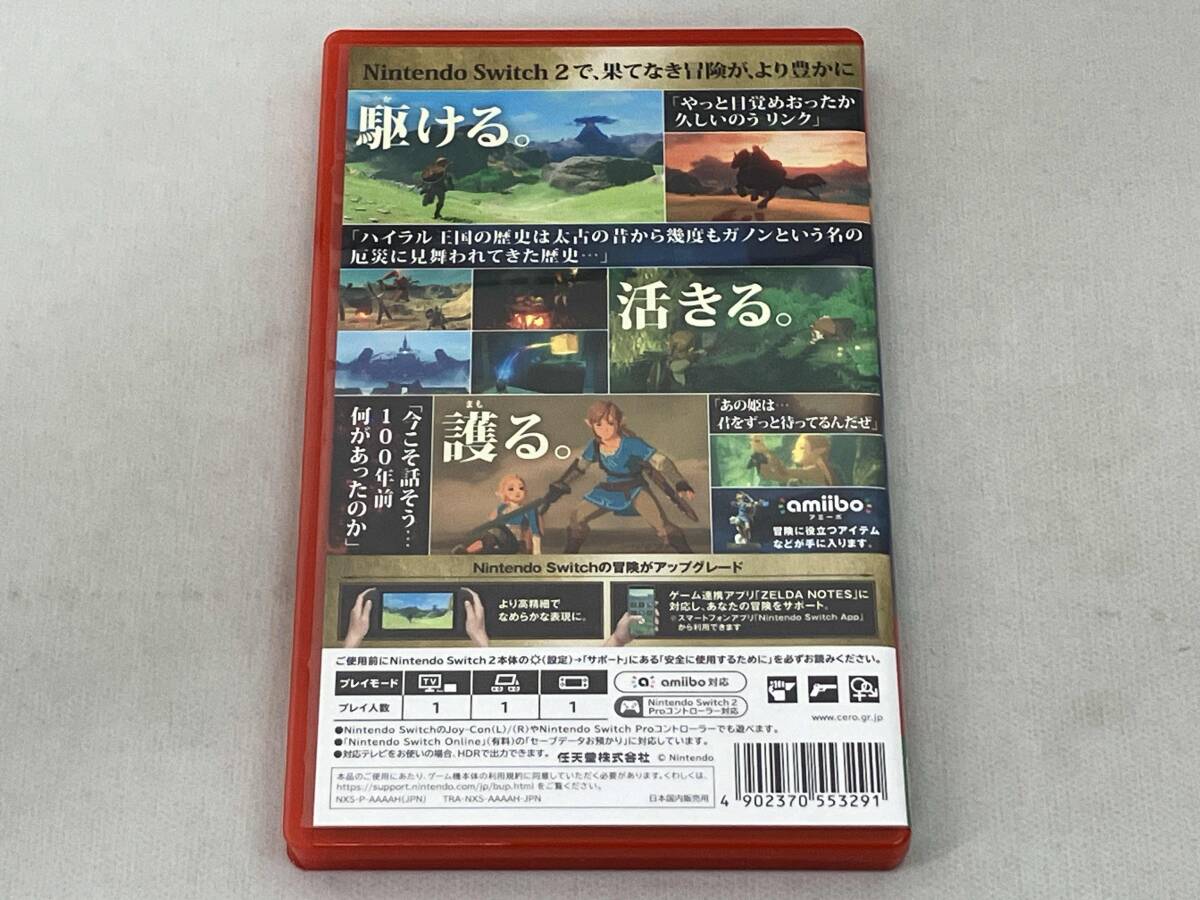 Nintendo Switch 2で、果てなき冒険が、より豊かに
か
駆ける。
「やっと目覚めおったか
久しいのう リンク」
「ハイラル王国の歴史は太古の昔から幾度もガノンという名の
厄災に見舞われてきた歴史…」
活きる。
「今こそ話そう…
100年前
何があったのか」
まも
護る。
「あの姫は…
君をずっと待ってるんだぜ」
amiibo
アミーボ
冒険に役立つアイテム
などが手に入ります。
Nintendo Switchの冒険がアップグレード
より高精細で
なめらかな表現に。
ゲーム連携アプリ「ZELDA NOTES」に
対応し、あなたの冒険をサポート。
※スマートフォンアプリ「Nintendo Switch App」
から利用できます
ご使用前にNintendo Switch 2本体の(設定)→「サポート」にある「安全に使用するために」を必ずお読みください。
プレイモード TV
プレイ人数 1 1 1
amiibo 対応
Nintendo Switch 2
Proコントローラー対応
www.cero.gr.jp
●Nintendo SwitchのJoy-Con(L)/(R)やNintendo Switch Proコントローラーでも遊べます。
●「Nintendo Switch Online」(有料)の「セーブデータお預かり」に対応しています。
●対応テレビをお使いの場合、HDRで出力できます。 任天堂株式会社 © Nintendo
本品のご使用にあたり、ゲーム機本体の利用規約に同意していただく必要があります。くわしくは、
https://support.nintendo.com/jp/bup.html をご覧ください。
NXS-P-AAAAH(JPN) TRA-NXS-AAAAH-JPN 日本国内販売用
4 902370 553291